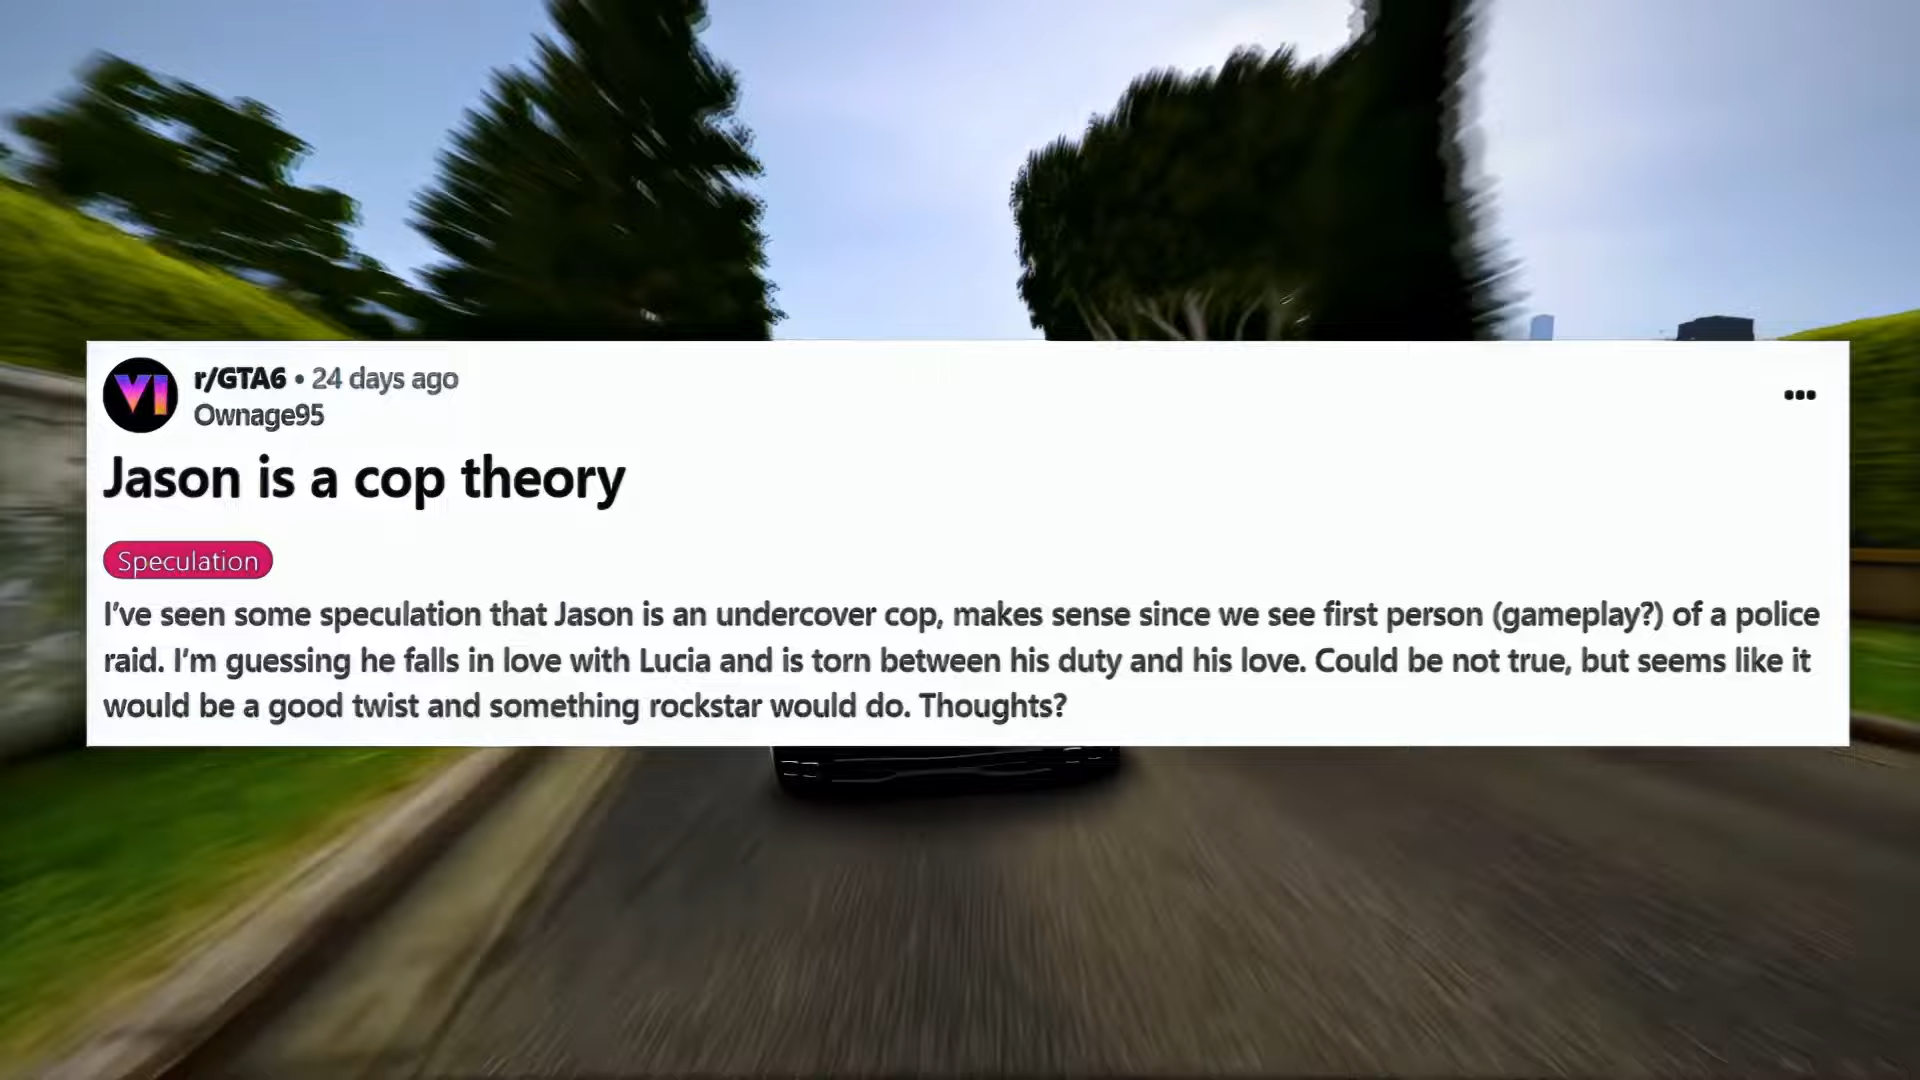 VI
r/GTA6 • 24 days ago
Ownage95
Jason is a cop theory
Speculation
I've seen some speculation that Jason is an undercover cop, makes sense since we see first person (gameplay?) of a police
raid. I'm guessing he falls in love with Lucia and is torn between his duty and his love. Could be not true, but seems like it
would be a good twist and something rockstar would do. Thoughts?